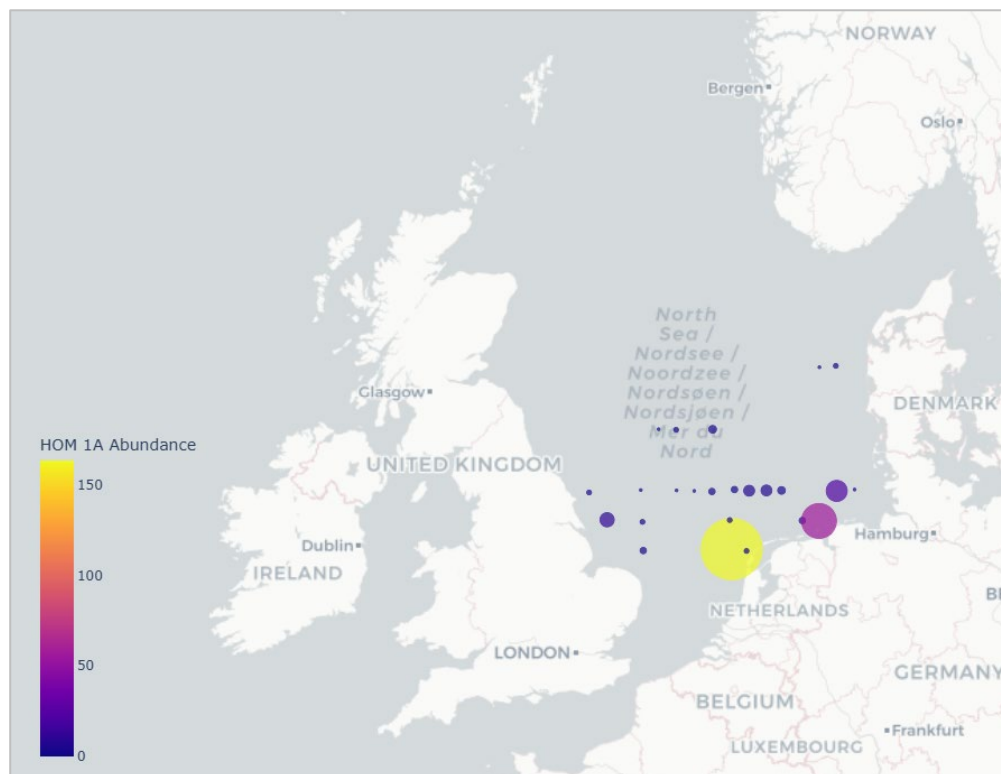 NORWAY
Bergen
Oslo
North
Sea /
Nordsee /
Noordzee /
Nordsøen /
Nordsjøen /
Mer du
Nord
Glasgow
DENMARK
HOM 1A Abundance
UNITED KINGDOM
150
Hamburg
Dublin
IRELAND
100
BE
NETHERLANDS
LONDON
50
GERMANY
BELGIUM
Frankfurt
LUXEMBOURG
0